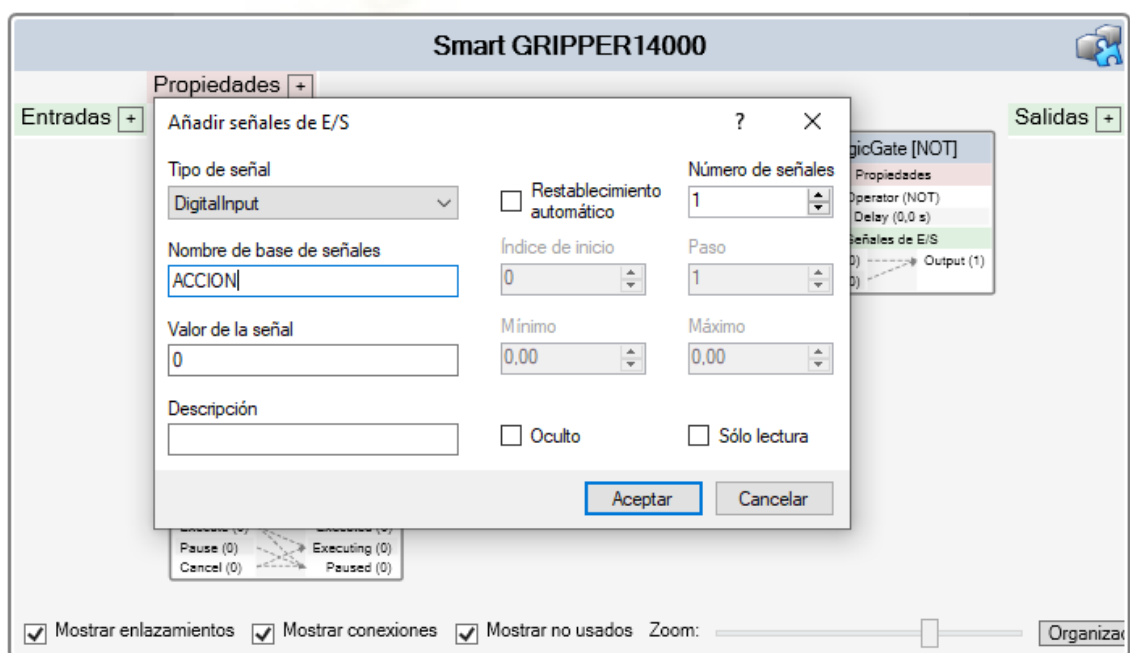 Smart GRIPPER14000
Propiedades +
Entradas +
Salidas +
Añadir señales de E/S
? X
Tipo de señal
DigitalInput
Restablecimiento
automático
Número de señales
1
Nombre de base de señales
ACCION
Índice de inicio
0
Paso
1
Valor de la señal
0
Mínimo
0,00
Máximo
0,00
Descripción
Oculto
Sólo lectura
Aceptar
Cancelar
gicGate [NOT]
Propiedades
Operator (NOT)
Delay (0,0 s)
Señales de E/S
0) Output (1)
0)
Pause (0) Executing (0)
Cancel (0) Paused (0)
Mostrar enlazamientos Mostrar conexiones Mostrar no usados Zoom: Organiza